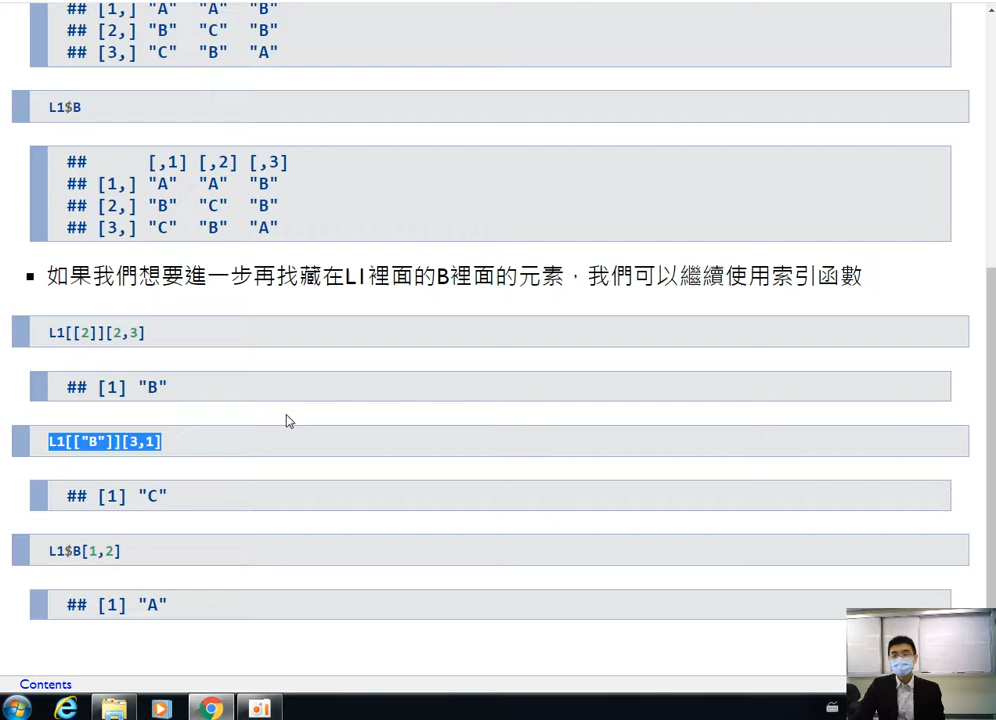 ## [1,] "A"  "A"  "B"
## [2,] "B"  "C"  "B"
## [3,] "C"  "B"  "A"
L1$B
##      [,1] [,2] [,3]
## [1,] "A"  "A"  "B"
## [2,] "B"  "C"  "B"
## [3,] "C"  "B"  "A"
▪ 如果我們想要進一步再找藏在L1裡面的B裡面的元素，我們可以繼續使用索引函數
L1[[2]][2,3]
## [1] "B"
L1[["B"]][3,1]
## [1] "C"
L1$B[1,2]
## [1] "A"
Contents